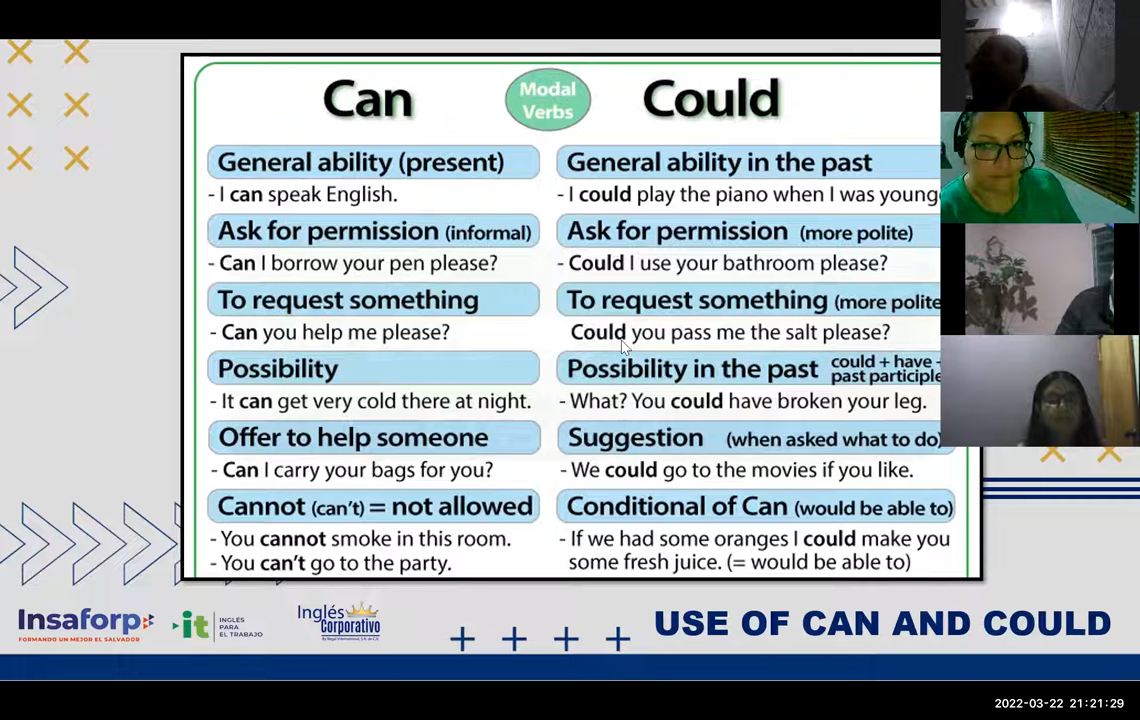 Can
Modal
Verbs
Could
General ability (present)
- I can speak English.
Ask for permission (informal)
- Can I borrow your pen please?
To request something
- Can you help me please?
Possibility
- It can get very cold there at night.
Offer to help someone
- Can I carry your bags for you?
Cannot (can't) = not allowed
- You cannot smoke in this room.
- You can't go to the party.
General ability in the past
- I could play the piano when I was young
Ask for permission (more polite)
- Could I use your bathroom please?
To request something (more polite
Could you pass me the salt please?
Possibility in the past could + have
past participle
- What? You could have broken your leg.
Suggestion (when asked what to do)
- We could go to the movies if you like.
Conditional of Can (would be able to)
- If we had some oranges I could make you
some fresh juice. (= would be able to)
Insaforp
FORMANDO UN MEJOR EL SALVADOR
it
INGLÉS
PARA
EL TRABAJO
Inglés
Corporativo
USE OF CAN AND COULD
2022-03-22 21:21:29